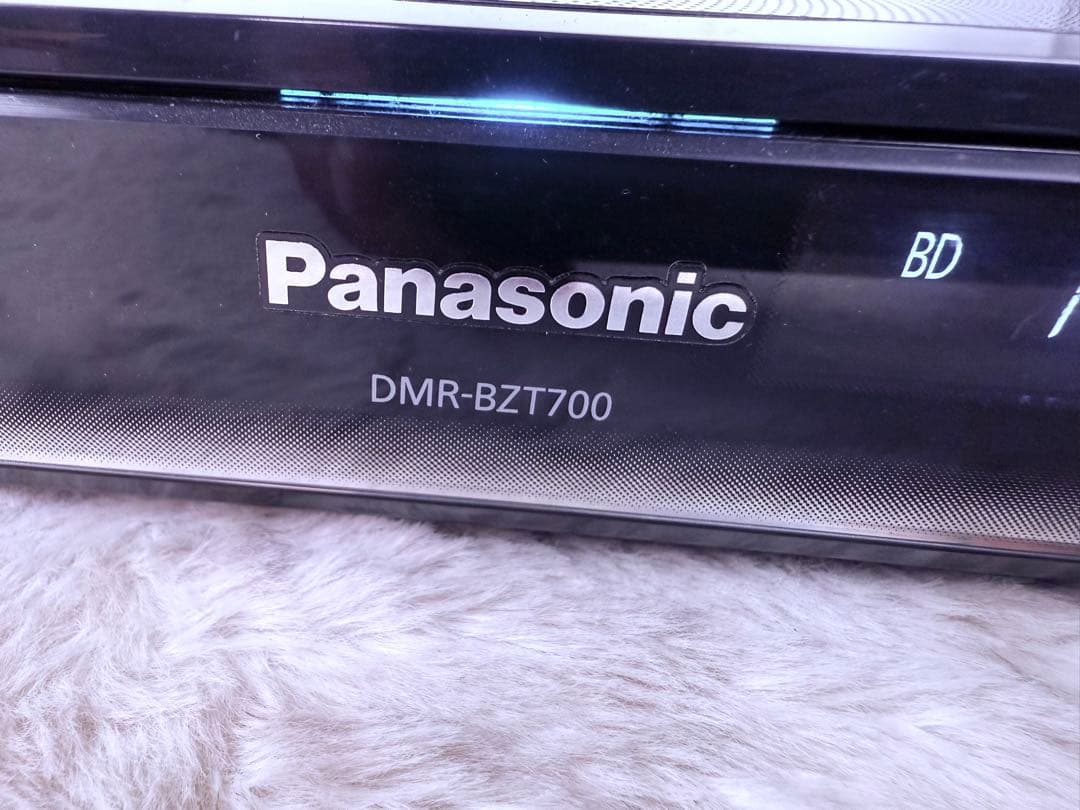 BD
Panasonic
DMR-BZT700